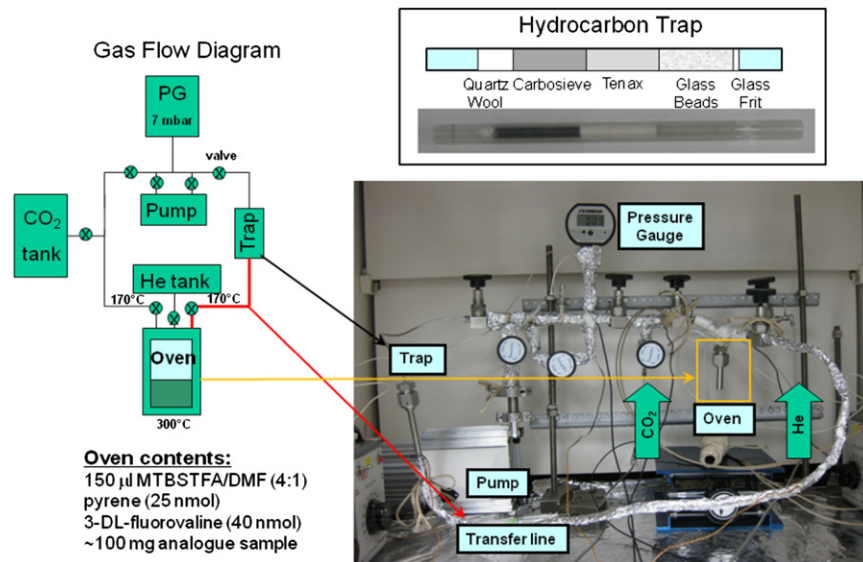 Gas Flow Diagram
PG
7 mbar
valve
Pump
CO₂
tank
Trap
He tank
170°C
170°C
Oven
300°C
Oven contents:
150 µl MTBSTFA/DMF (4:1)
pyrene (25 nmol)
3-DL-fluorovaline (40 nmol)
~100 mg analogue sample
Hydrocarbon Trap
Quartz
Wool
Carbosieve
Tenax
Glass
Beads
Glass
Frit
Pressure
Gauge
Trap
CO₂
Oven
He
Pump
Transfer line